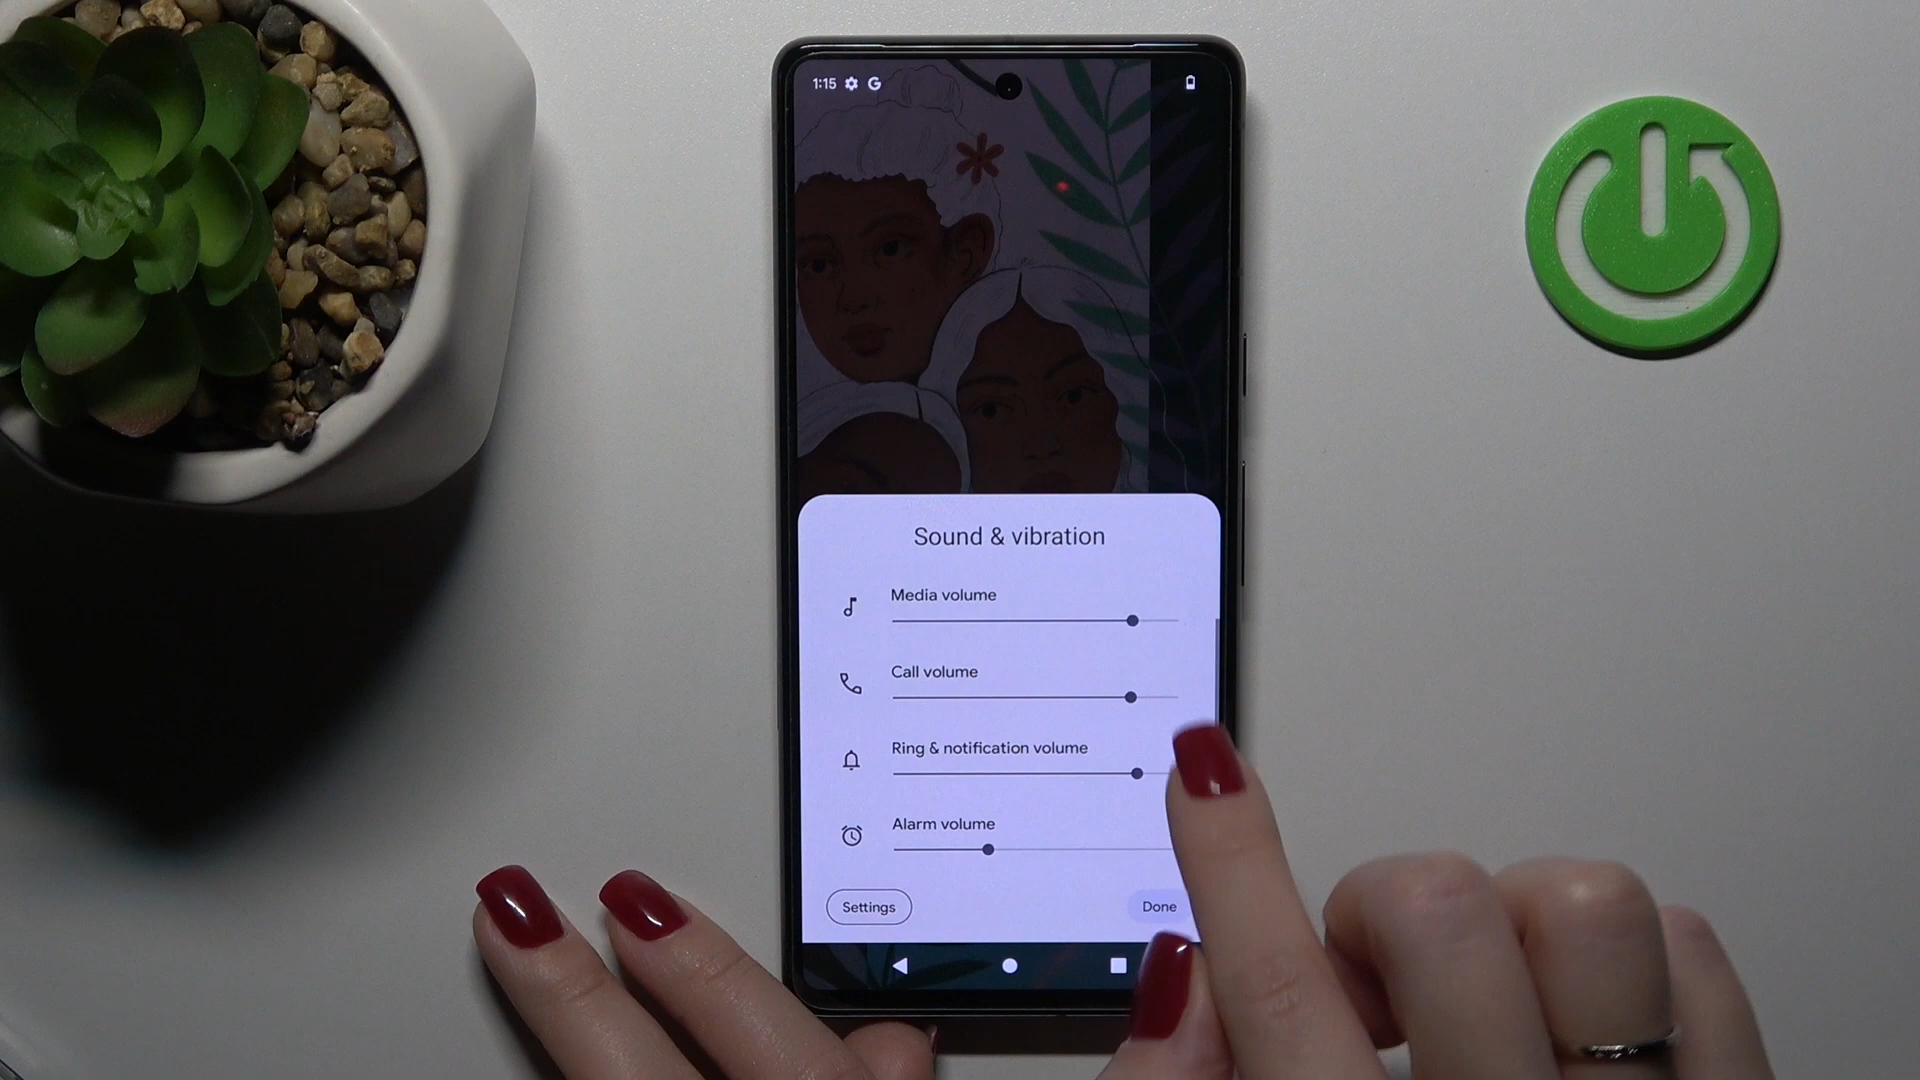 1:15
Sound & vibration
Media volume
Call volume
Ring & notification volume
Alarm volume
Settings
Done